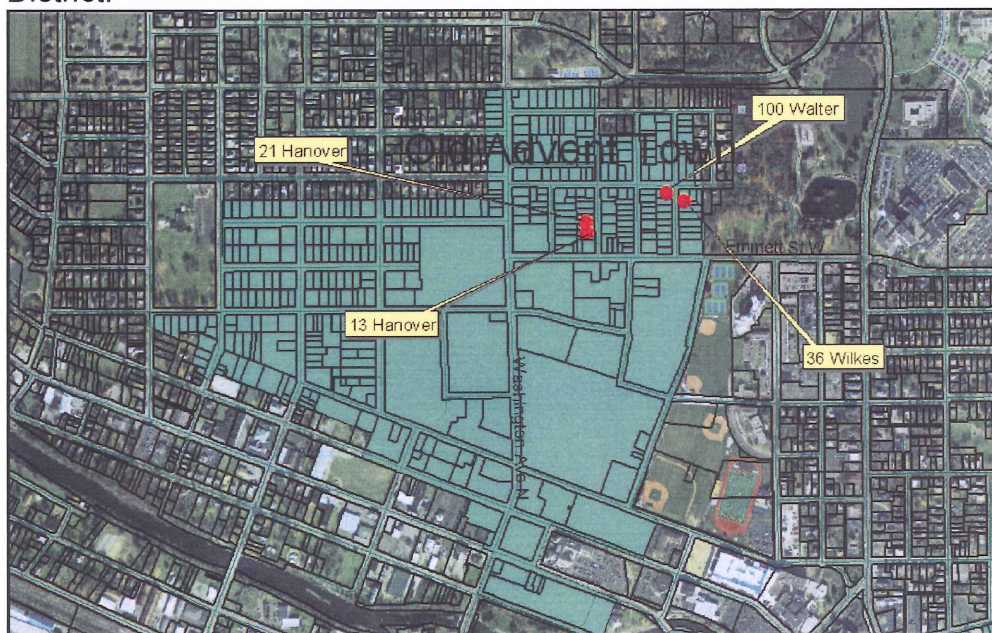 District.
100 Walter
21 Hanover
Old Advent Town
Emmett St W
13 Hanover
36 Wilkes
Washington Ave N